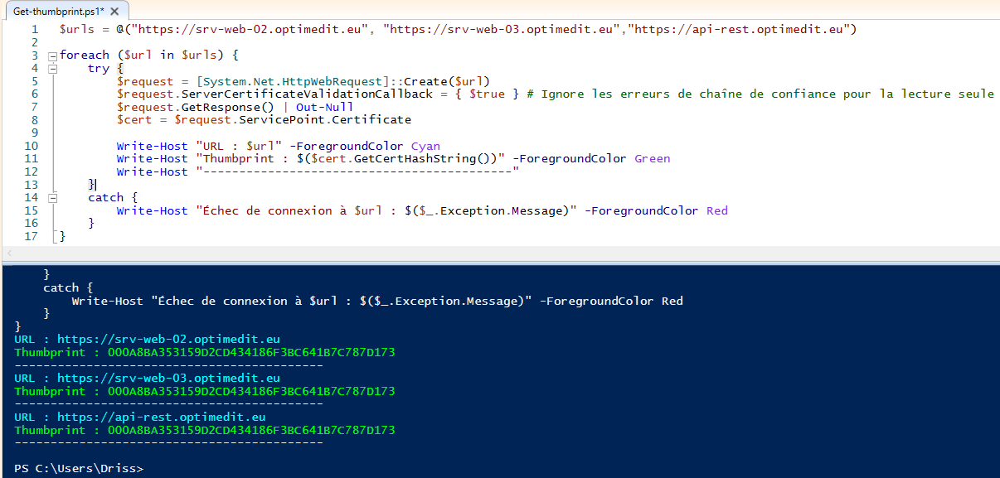 Get-thumbprint.ps1* ✕
1 $urls = @("https://srv-web-02.optimedit.eu", "https://srv-web-03.optimedit.eu","https://api-rest.optimedit.eu")
2
3 foreach ($url in $urls) {
4     try {
5         $request = [System.Net.HttpWebRequest]::Create($url)
6         $request.ServerCertificateValidationCallback = { $true } # Ignore les erreurs de chaîne de confiance pour la lecture seule
7         $request.GetResponse() | Out-Null
8         $cert = $request.ServicePoint.Certificate
9
10         Write-Host "URL : $url" -ForegroundColor Cyan
11         Write-Host "Thumbprint : $($cert.GetCertHashString())" -ForegroundColor Green
12         Write-Host "-------------------------------------------"
13     }
14     catch {
15         Write-Host "Échec de connexion à $url : $($_.Exception.Message)" -ForegroundColor Red
16     }
17 }
    }
    catch {
        Write-Host "Échec de connexion à $url : $($_.Exception.Message)" -ForegroundColor Red
    }
}
URL : https://srv-web-02.optimedit.eu
Thumbprint : 000A8BA353159D2CD434186F3BC641B7C787D173
-------------------------------------------
URL : https://srv-web-03.optimedit.eu
Thumbprint : 000A8BA353159D2CD434186F3BC641B7C787D173
-------------------------------------------
URL : https://api-rest.optimedit.eu
Thumbprint : 000A8BA353159D2CD434186F3BC641B7C787D173
-------------------------------------------
PS C:\Users\Driss>